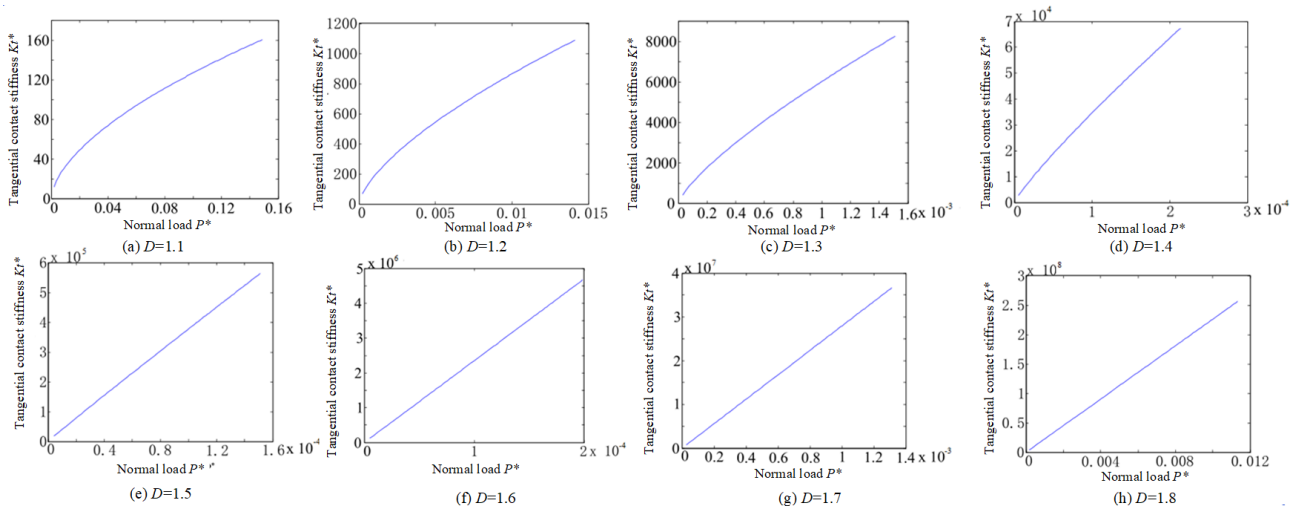 Tangential contact stiffness Kt*
160
120
80
40
0
0 0.04 0.08 0.12 0.16
Normal load P*
(a) D=1.1
Tangential contact stiffness Kt*
1200
1000
800
600
400
200
0
0 0.005 0.01 0.015
Normal load P*
(b) D=1.2
Tangential contact stiffness Kt*
8000
6000
4000
2000
0
0 0.2 0.4 0.6 0.8 1 1.2 1.4 1.6 x 10⁻³
Normal load P*
(c) D=1.3
Tangential contact stiffness Kt*
7 x 10⁴
6
5
4
3
2
1
0
0 1 2 3 x 10⁻⁴
Normal load P*
(d) D=1.4
Tangential contact stiffness Kt*
6 x 10⁵
5
4
3
2
1
0
0 0.4 0.8 1.2 1.6 x 10⁻⁴
Normal load P*
(e) D=1.5
Tangential contact stiffness Kt*
5 x 10⁶
4
3
2
1
0
0 1 2 x 10⁻⁴
Normal load P*
(f) D=1.6
Tangential contact stiffness Kt*
4 x 10⁷
3
2
1
0
0 0.2 0.4 0.6 0.8 1 1.2 1.4 x 10⁻³
Normal load P*
(g) D=1.7
Tangential contact stiffness Kt*
3 x 10⁸
2.5
2
1.5
1
0.5
0
0 0.004 0.008 0.012
Normal load P*
(h) D=1.8